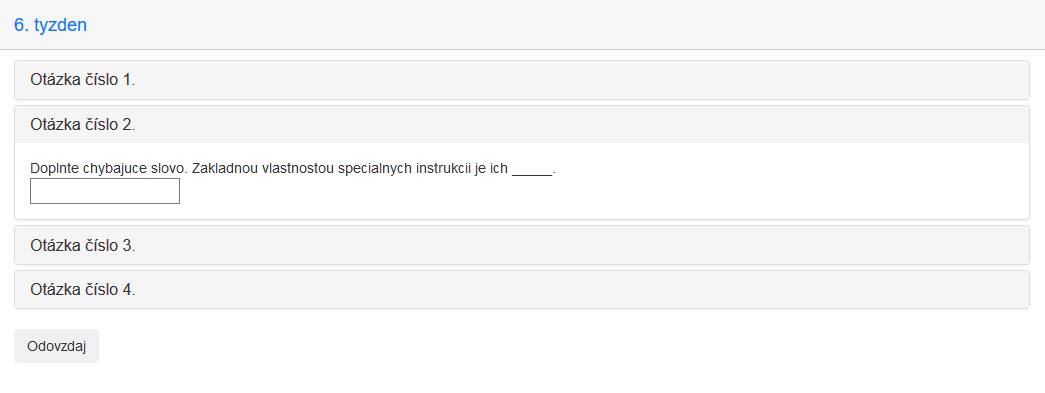 6. tyzden
Otázka číslo 1.
Otázka číslo 2.
Doplnte chybajuce slovo. Zakladnou vlastnostou specialnych instrukcii je ich _____.
Otázka číslo 3.
Otázka číslo 4.
Odovzdaj